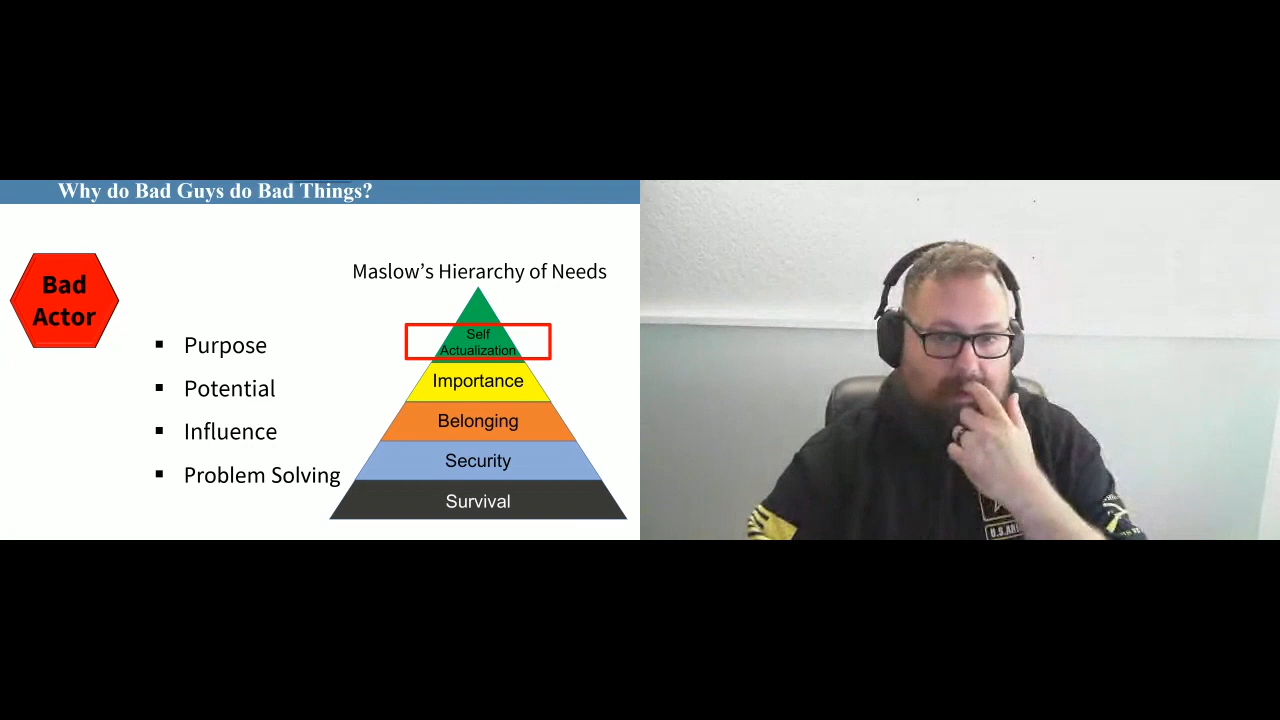 Why do Bad Guys do Bad Things?
Bad
Actor
Maslow's Hierarchy of Needs
▪ Purpose
▪ Potential
▪ Influence
▪ Problem Solving
Self
Actualization
Importance
Belonging
Security
Survival